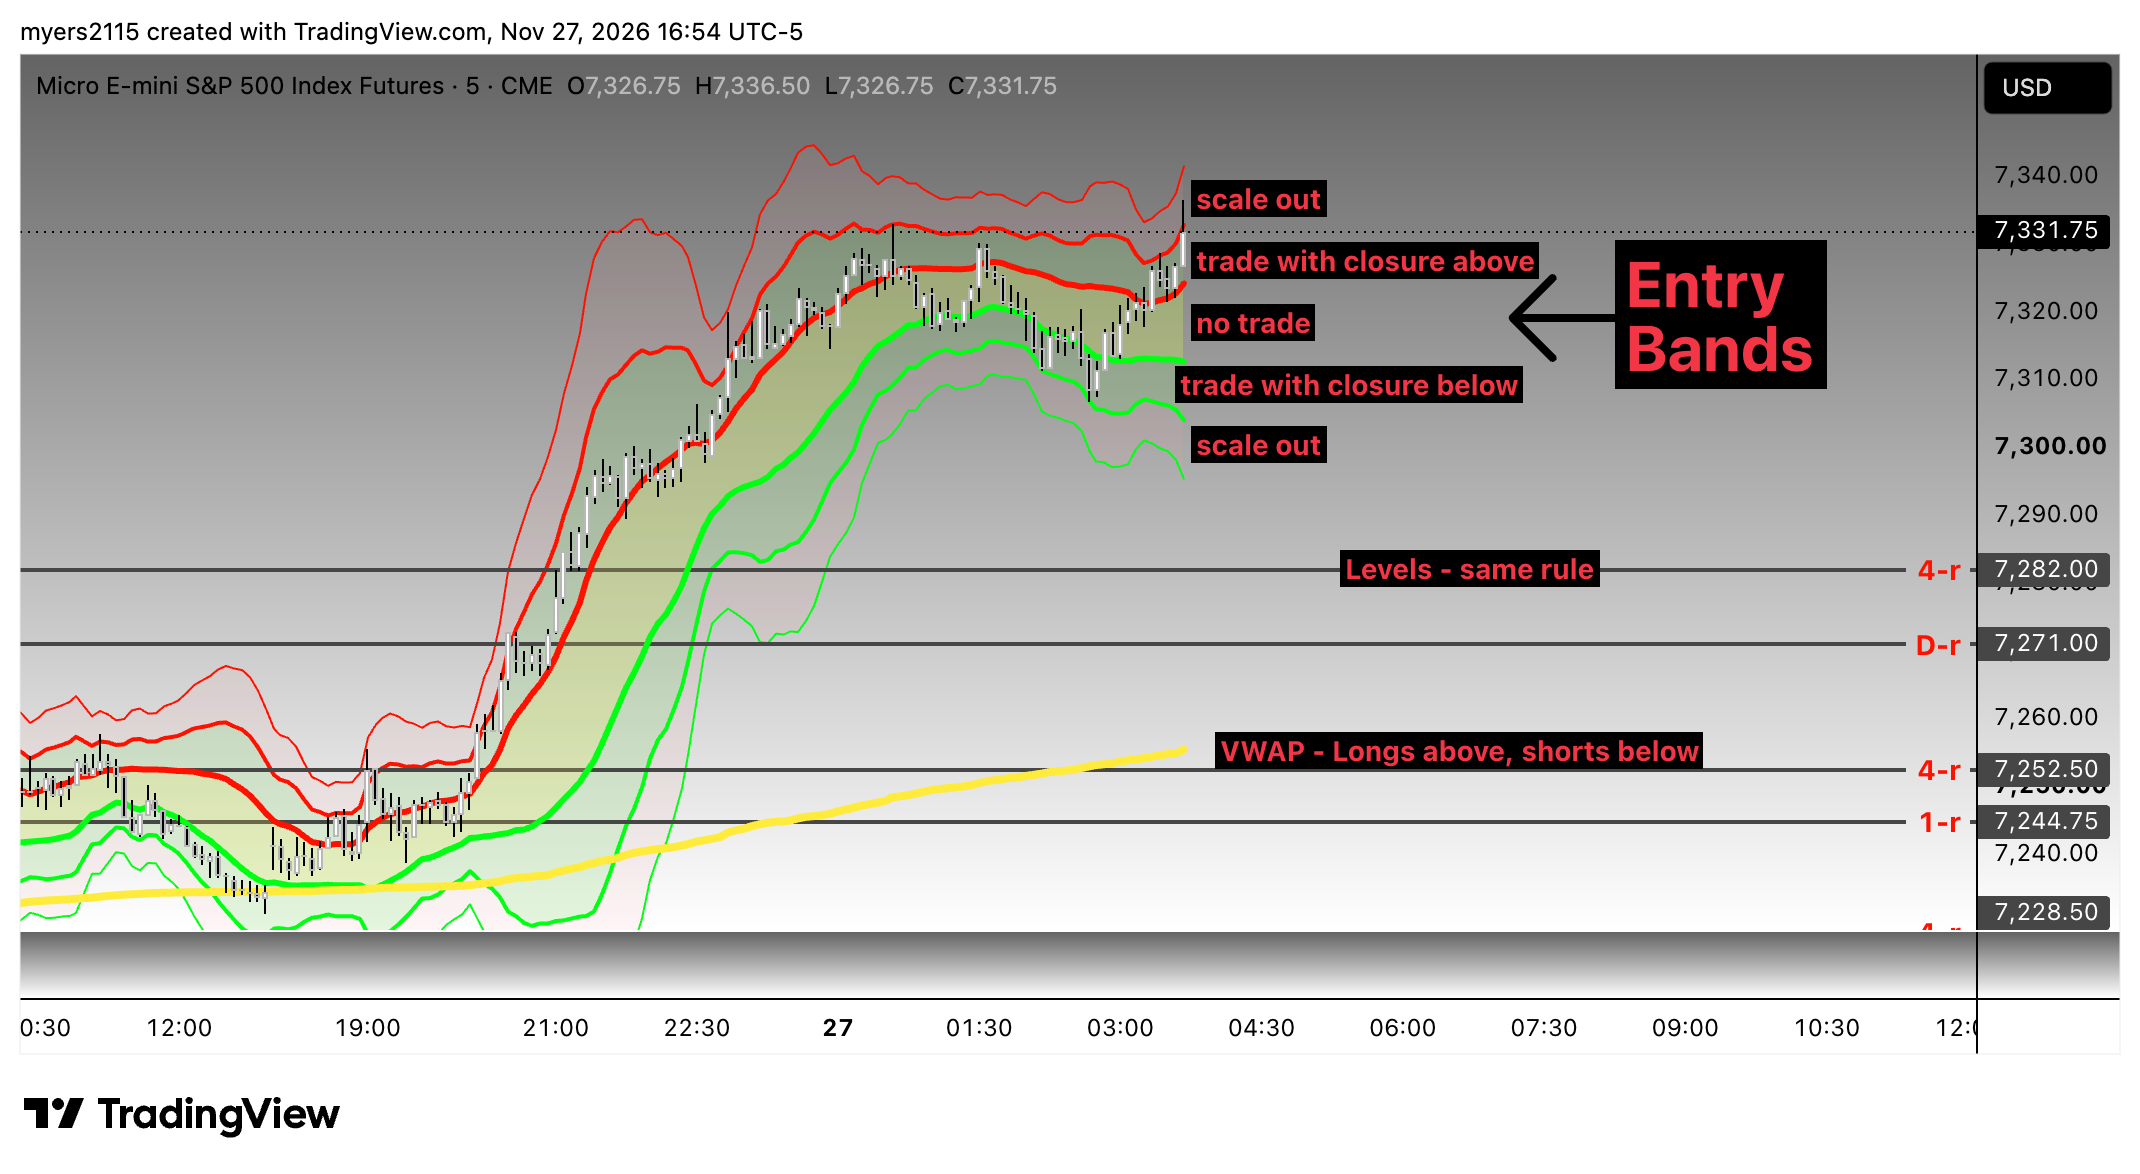 myers2115 created with TradingView.com, Nov 27, 2026 16:54 UTC-5
Micro E-mini S&P 500 Index Futures · 5 · CME O7,326.75 H7,336.50 L7,326.75 C7,331.75
USD
7,340.00
scale out
7,331.75
trade with closure above
Entry
Bands
7,320.00
no trade
7,310.00
trade with closure below
7,300.00
scale out
7,290.00
Levels - same rule
4-r
7,282.00
D-r
7,271.00
7,260.00
VWAP - Longs above, shorts below
4-r
7,252.50
1-r
7,244.75
7,240.00
7,228.50
0:30 12:00 19:00 21:00 22:30 27 01:30 03:00 04:30 06:00 07:30 09:00 10:30
TradingView